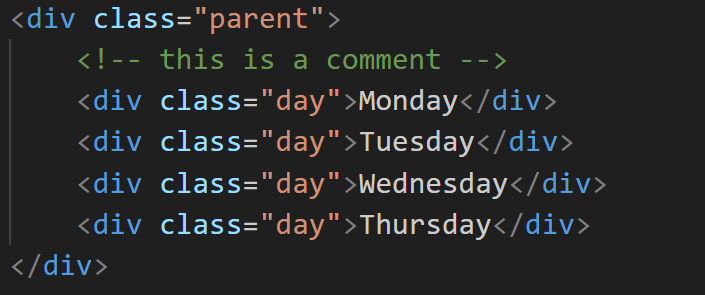 <div class="parent">
    <!-- this is a comment -->
    <div class="day">Monday</div>
    <div class="day">Tuesday</div>
    <div class="day">Wednesday</div>
    <div class="day">Thursday</div>
</div>